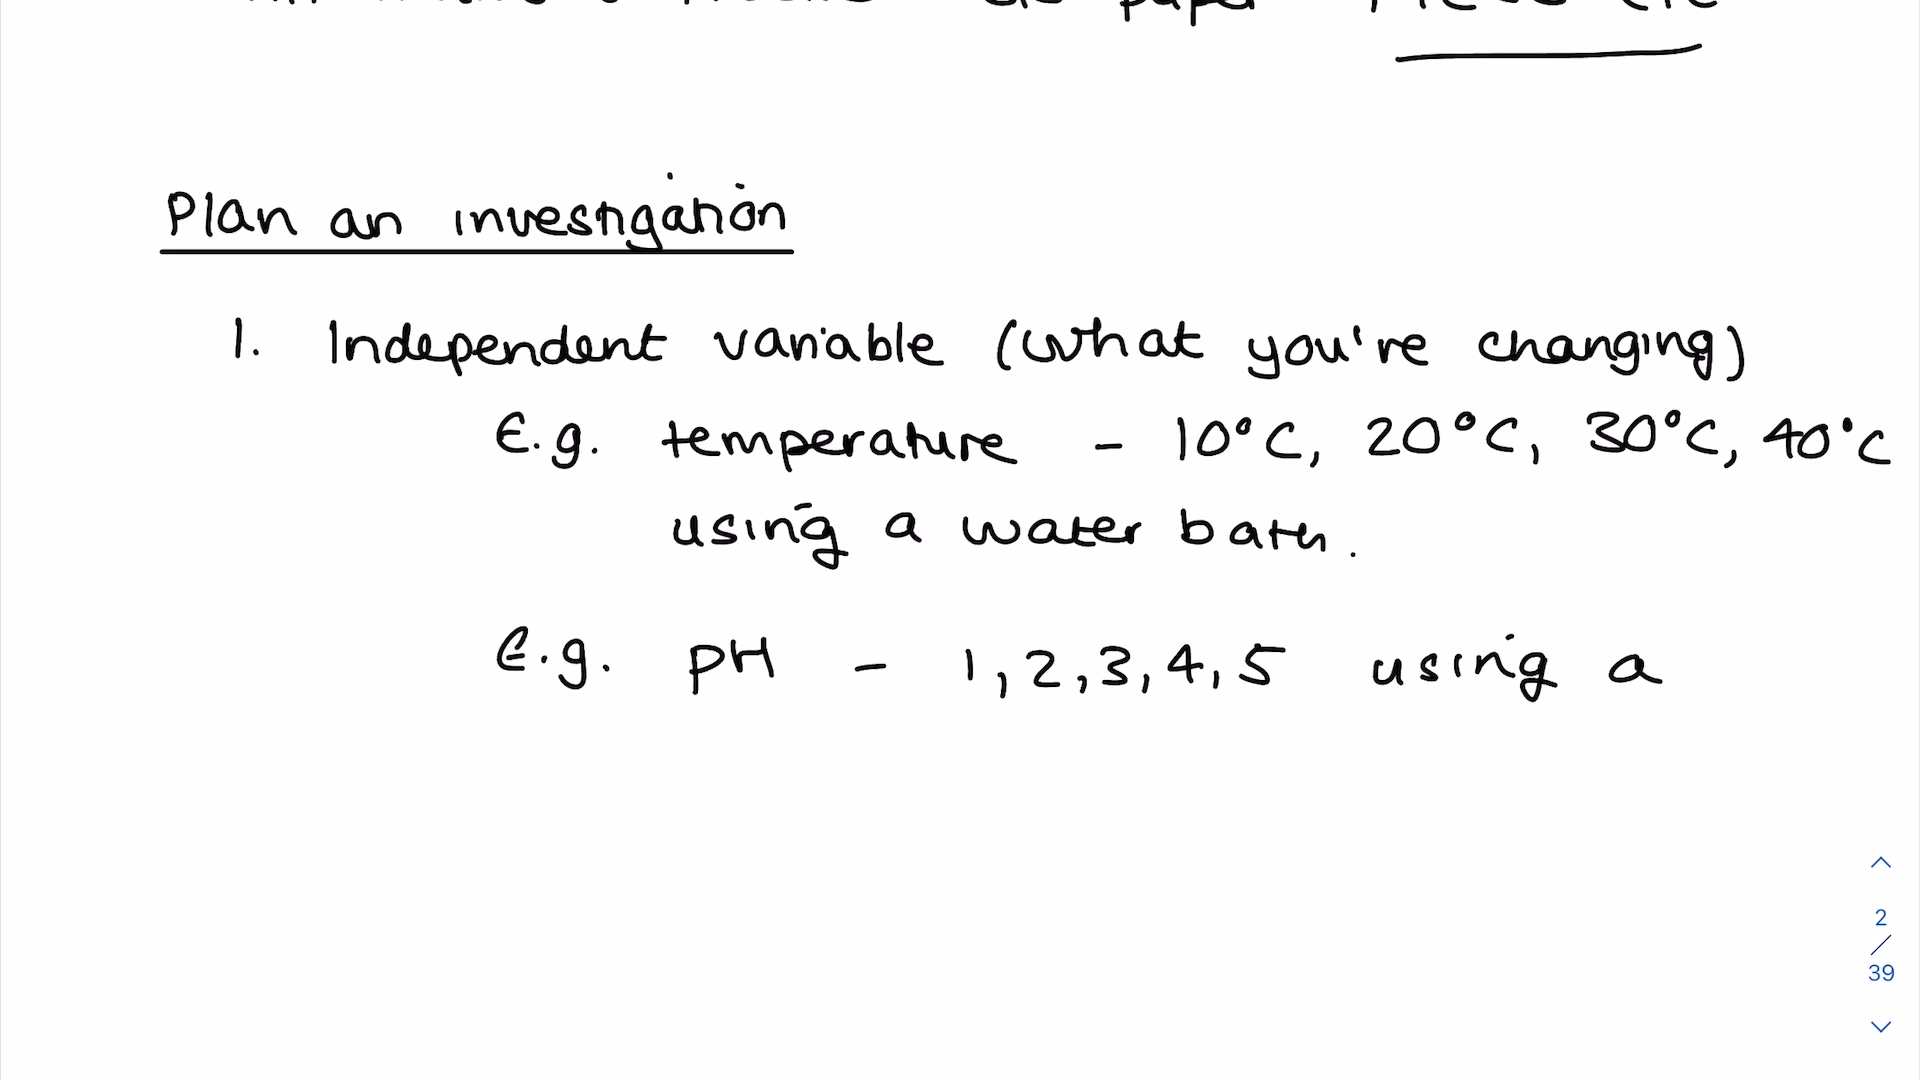 paper
Plan an investigation
1. Independent variable (what you're changing)
E.g. temperature - 10°C, 20°C, 30°C, 40°C
using a water bath.
E.g. pH - 1, 2, 3, 4, 5 using a
2
/
39